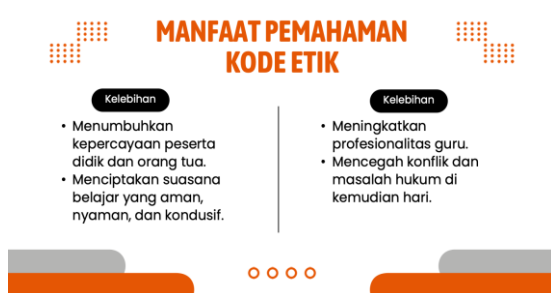 MANFAAT PEMAHAMAN
KODE ETIK
Kelebihan
• Menumbuhkan
kepercayaan peserta
didik dan orang tua.
• Menciptakan suasana
belajar yang aman,
nyaman, dan kondusif.
Kelebihan
• Meningkatkan
profesionalitas guru.
• Mencegah konflik dan
masalah hukum di
kemudian hari.